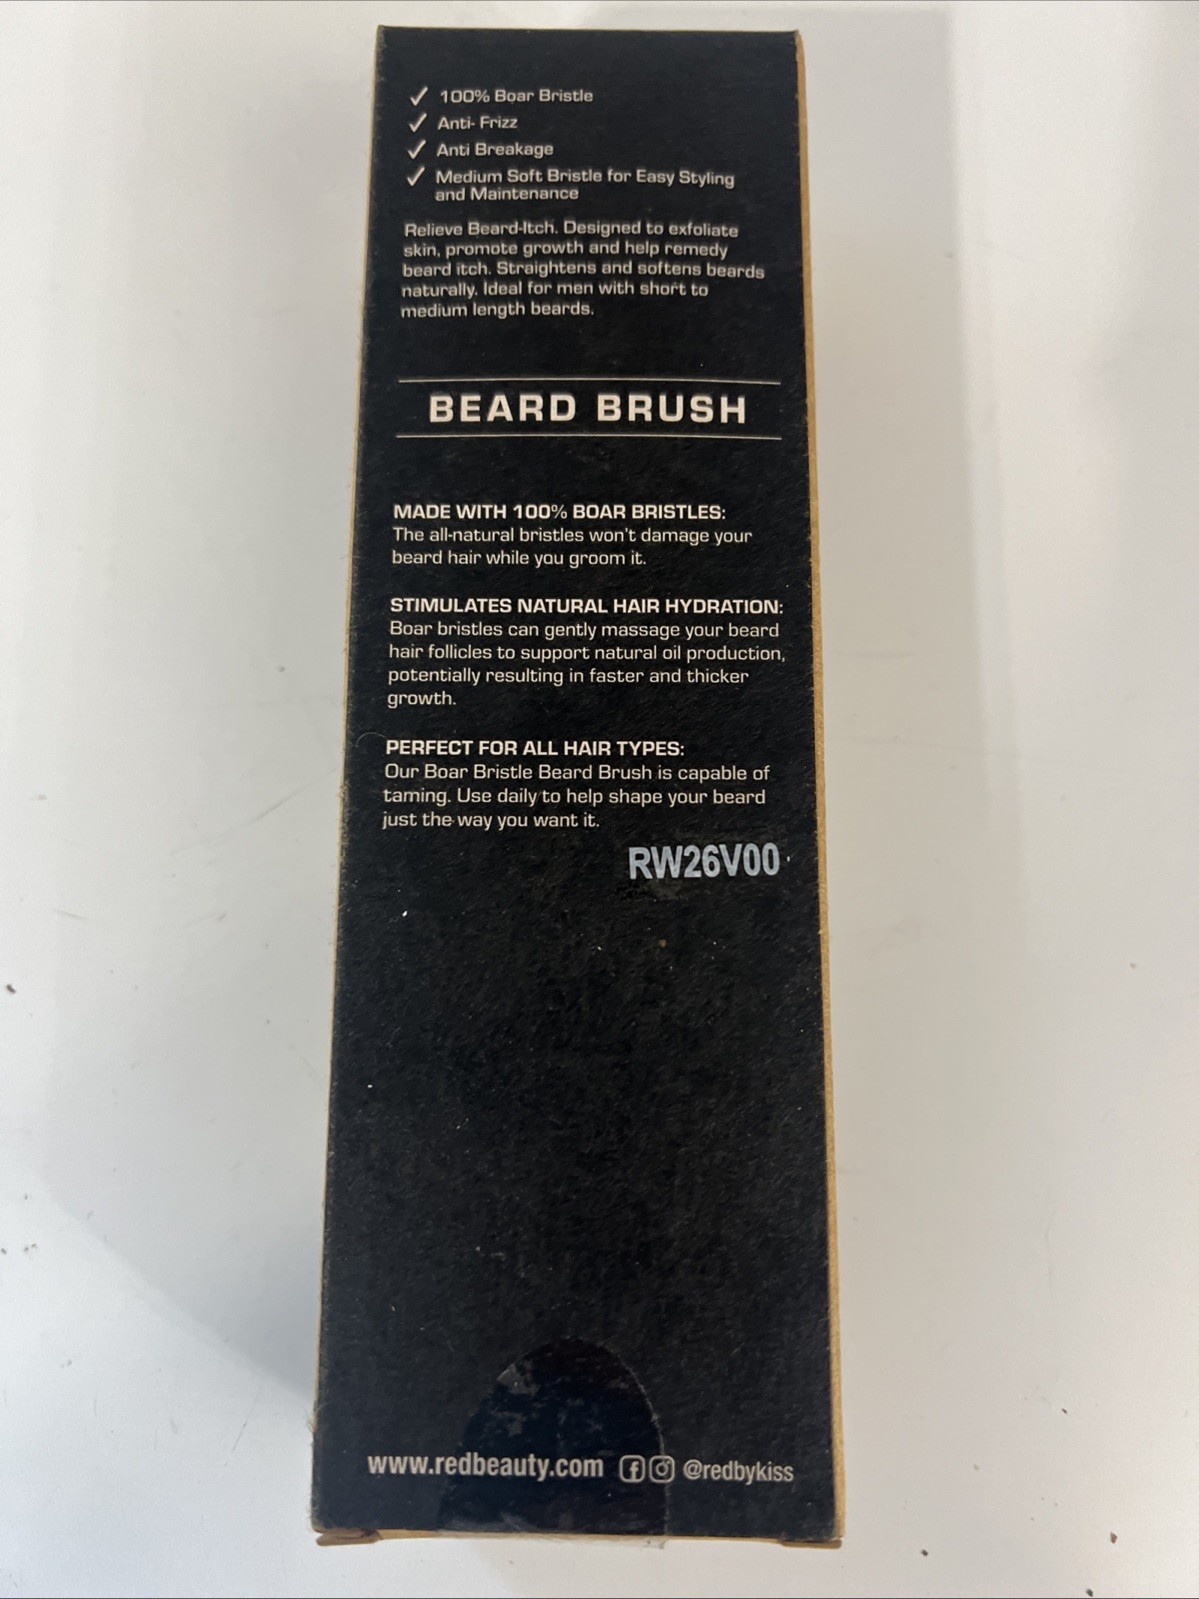 100% Boar Bristle
Anti- Frizz
Anti Breakage
Medium Soft Bristle for Easy Styling
and Maintenance
Relieve Beard-Itch. Designed to exfoliate
skin, promote growth and help remedy
beard itch. Straightens and softens beards
naturally. Ideal for men with short to
medium length beards.
BEARD BRUSH
MADE WITH 100% BOAR BRISTLES:
The all-natural bristles won't damage your
beard hair while you groom it.
STIMULATES NATURAL HAIR HYDRATION:
Boar bristles can gently massage your beard
hair follicles to support natural oil production,
potentially resulting in faster and thicker
growth.
PERFECT FOR ALL HAIR TYPES:
Our Boar Bristle Beard Brush is capable of
taming. Use daily to help shape your beard
just the way you want it.
RW26V00
www.redbeauty.com @redbykiss